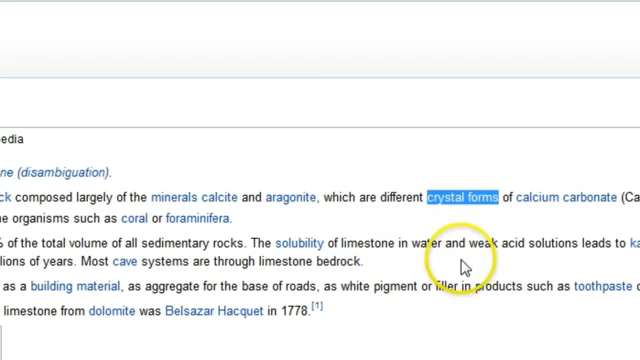 edia
ne (disambiguation).
ck composed largely of the minerals calcite and aragonite, which are different crystal forms of calcium carbonate (Ca
ne organisms such as coral or foraminifera.
% of the total volume of all sedimentary rocks. The solubility of limestone in water and weak acid solutions leads to ka
llions of years. Most cave systems are through limestone bedrock.
as a building material, as aggregate for the base of roads, as white pigment or filler in products such as toothpaste o
limestone from dolomite was Belsazar Hacquet in 1778.[1]